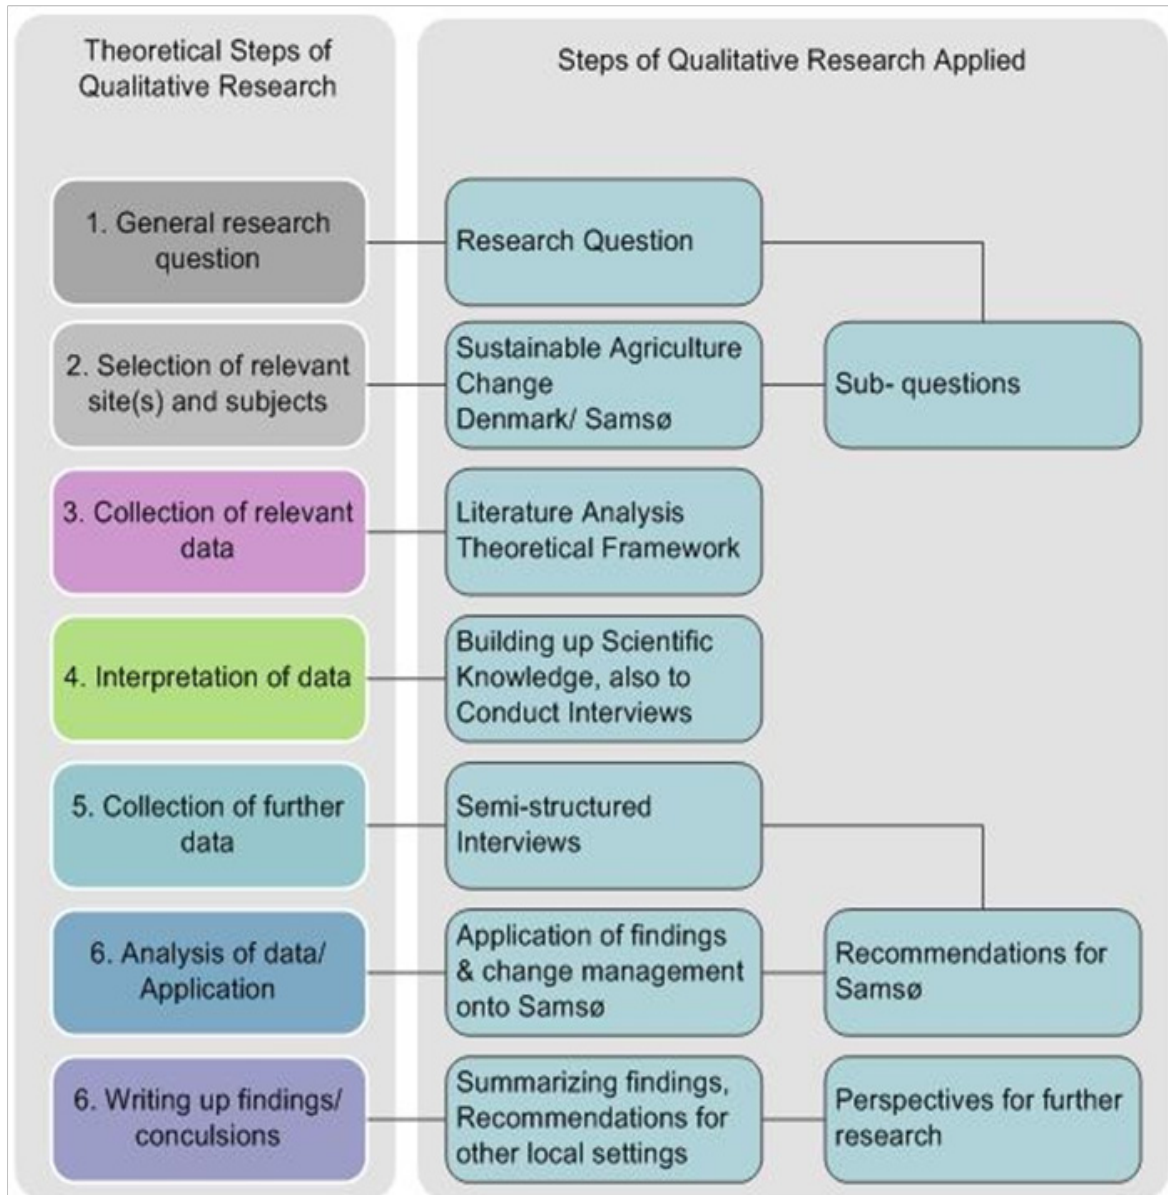 Theoretical Steps of
Qualitative Research
Steps of Qualitative Research Applied
1. General research
question
Research Question
2. Selection of relevant
site(s) and subjects
Sustainable Agriculture
Change
Denmark/ Samsø
Sub- questions
3. Collection of relevant
data
Literature Analysis
Theoretical Framework
4. Interpretation of data
Building up Scientific
Knowledge, also to
Conduct Interviews
5. Collection of further
data
Semi-structured
Interviews
6. Analysis of data/
Application
Application of findings
& change management
onto Samsø
Recommendations for
Samsø
6. Writing up findings/
conculsions
Summarizing findings,
Recommendations for
other local settings
Perspectives for further
research